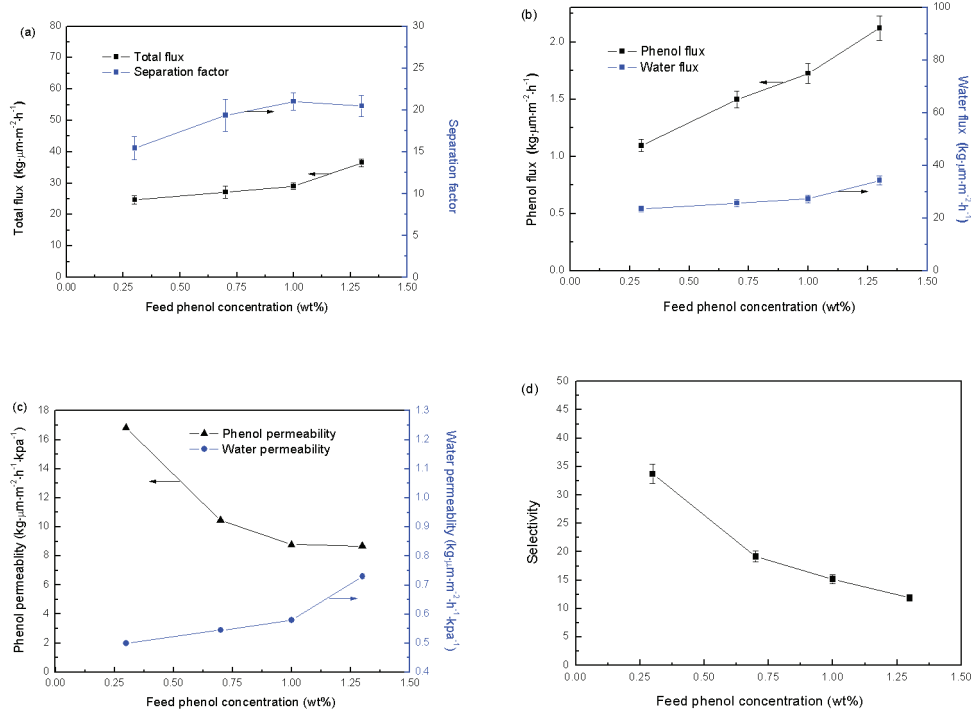 (a)
80
70
60
50
40
30
20
10
0
Total flux (kg·μm·m⁻²·h⁻¹)
Total flux
Separation factor
30
25
20
15
10
5
0
Separation factor
0.00 0.25 0.50 0.75 1.00 1.25 1.50
Feed phenol concentration (wt%)
(b)
2.0
1.5
1.0
0.5
0.0
Phenol flux (kg·μm·m⁻²·h⁻¹)
Phenol flux
Water flux
100
80
60
40
20
0
Water flux (kg·μm·m⁻²·h⁻¹)
0.00 0.25 0.50 0.75 1.00 1.25 1.50
Feed phenol concentration (wt%)
(c)
18
16
14
12
10
8
6
4
2
0
Phenol permeablity (kg·μm·m⁻²·h⁻¹·kpa⁻¹)
Phenol permeability
Water permeability
1.3
1.2
1.1
1.0
0.9
0.8
0.7
0.6
0.5
0.4
Water permeablity (kg·μm·m⁻²·h⁻¹·kpa⁻¹)
0.00 0.25 0.50 0.75 1.00 1.25 1.50
Feed phenol concentration (wt%)
(d)
50
45
40
35
30
25
20
15
10
5
0
Selectivity
0.00 0.25 0.50 0.75 1.00 1.25 1.50
Feed phenol concentration (wt%)